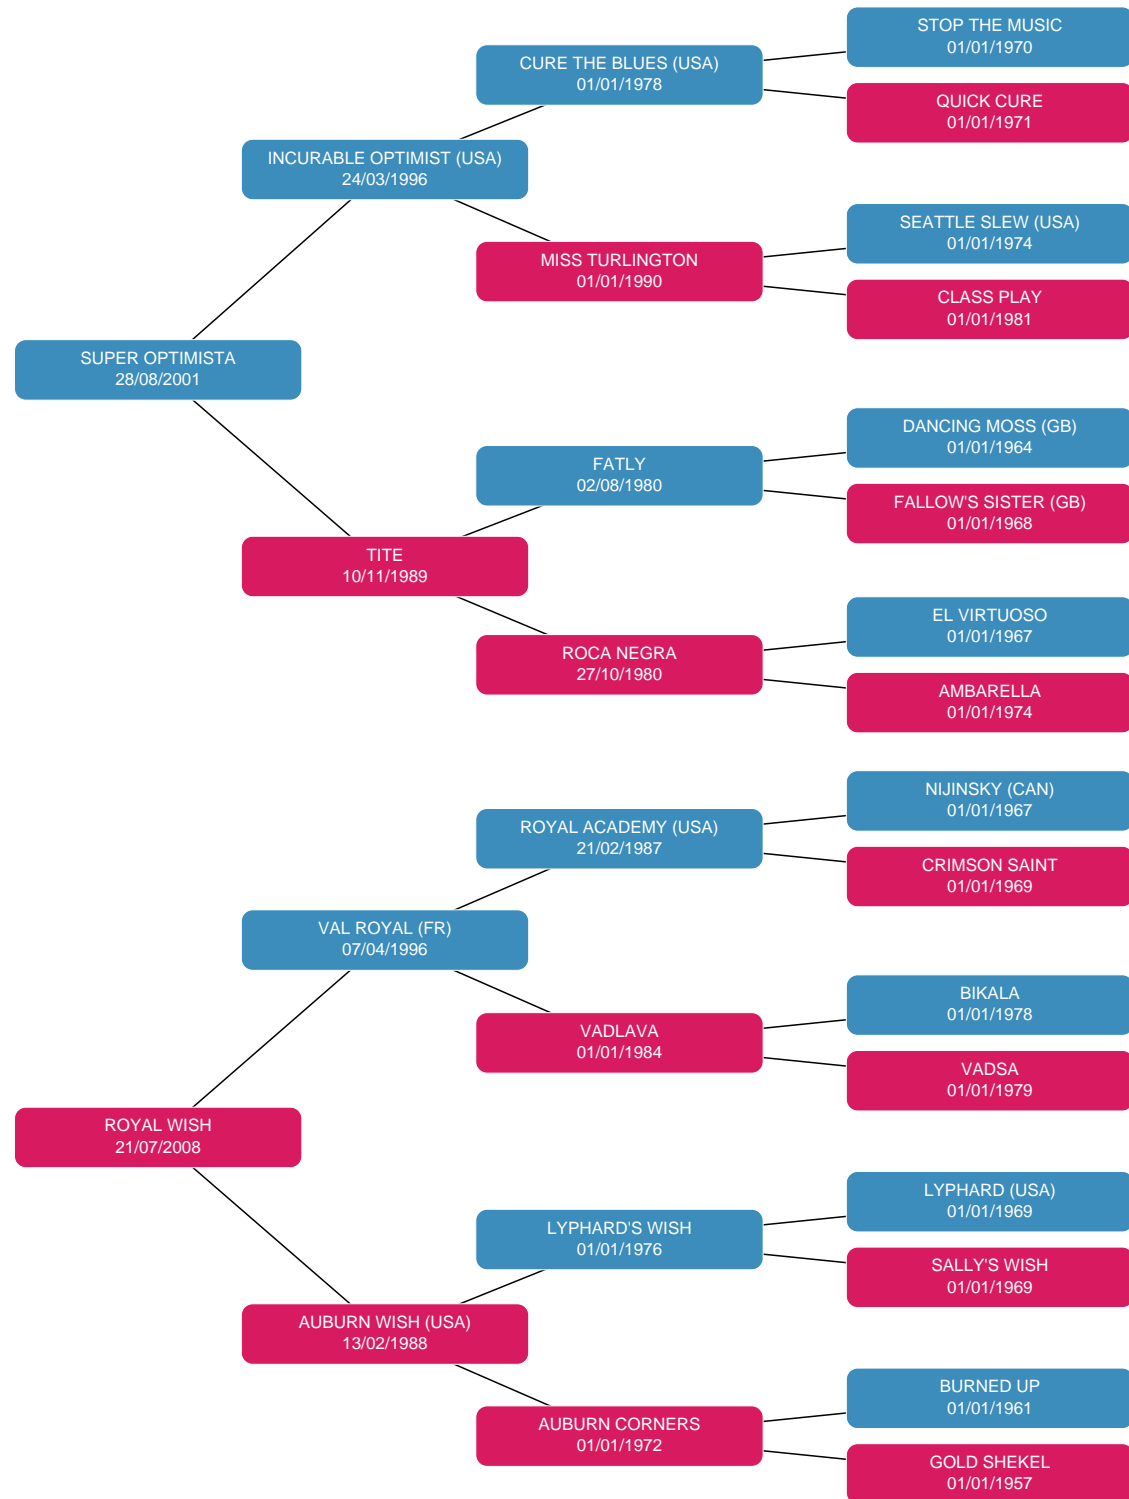 STOP THE MUSIC
01/01/1970
CURE THE BLUES (USA)
01/01/1978
QUICK CURE
01/01/1971
INCURABLE OPTIMIST (USA)
24/03/1996
SEATTLE SLEW (USA)
01/01/1974
MISS TURLINGTON
01/01/1990
CLASS PLAY
01/01/1981
SUPER OPTIMISTA
28/08/2001
DANCING MOSS (GB)
01/01/1964
FATLY
02/08/1980
FALLOW'S SISTER (GB)
01/01/1968
TITE
10/11/1989
EL VIRTUOSO
01/01/1967
ROCA NEGRA
27/10/1980
AMBARELLA
01/01/1974
NIJINSKY (CAN)
01/01/1967
ROYAL ACADEMY (USA)
21/02/1987
CRIMSON SAINT
01/01/1969
VAL ROYAL (FR)
07/04/1996
BIKALA
01/01/1978
VADLAVA
01/01/1984
VADSA
01/01/1979
ROYAL WISH
21/07/2008
LYPHARD (USA)
01/01/1969
LYPHARD'S WISH
01/01/1976
SALLY'S WISH
01/01/1969
AUBURN WISH (USA)
13/02/1988
BURNED UP
01/01/1961
AUBURN CORNERS
01/01/1972
GOLD SHEKEL
01/01/1957